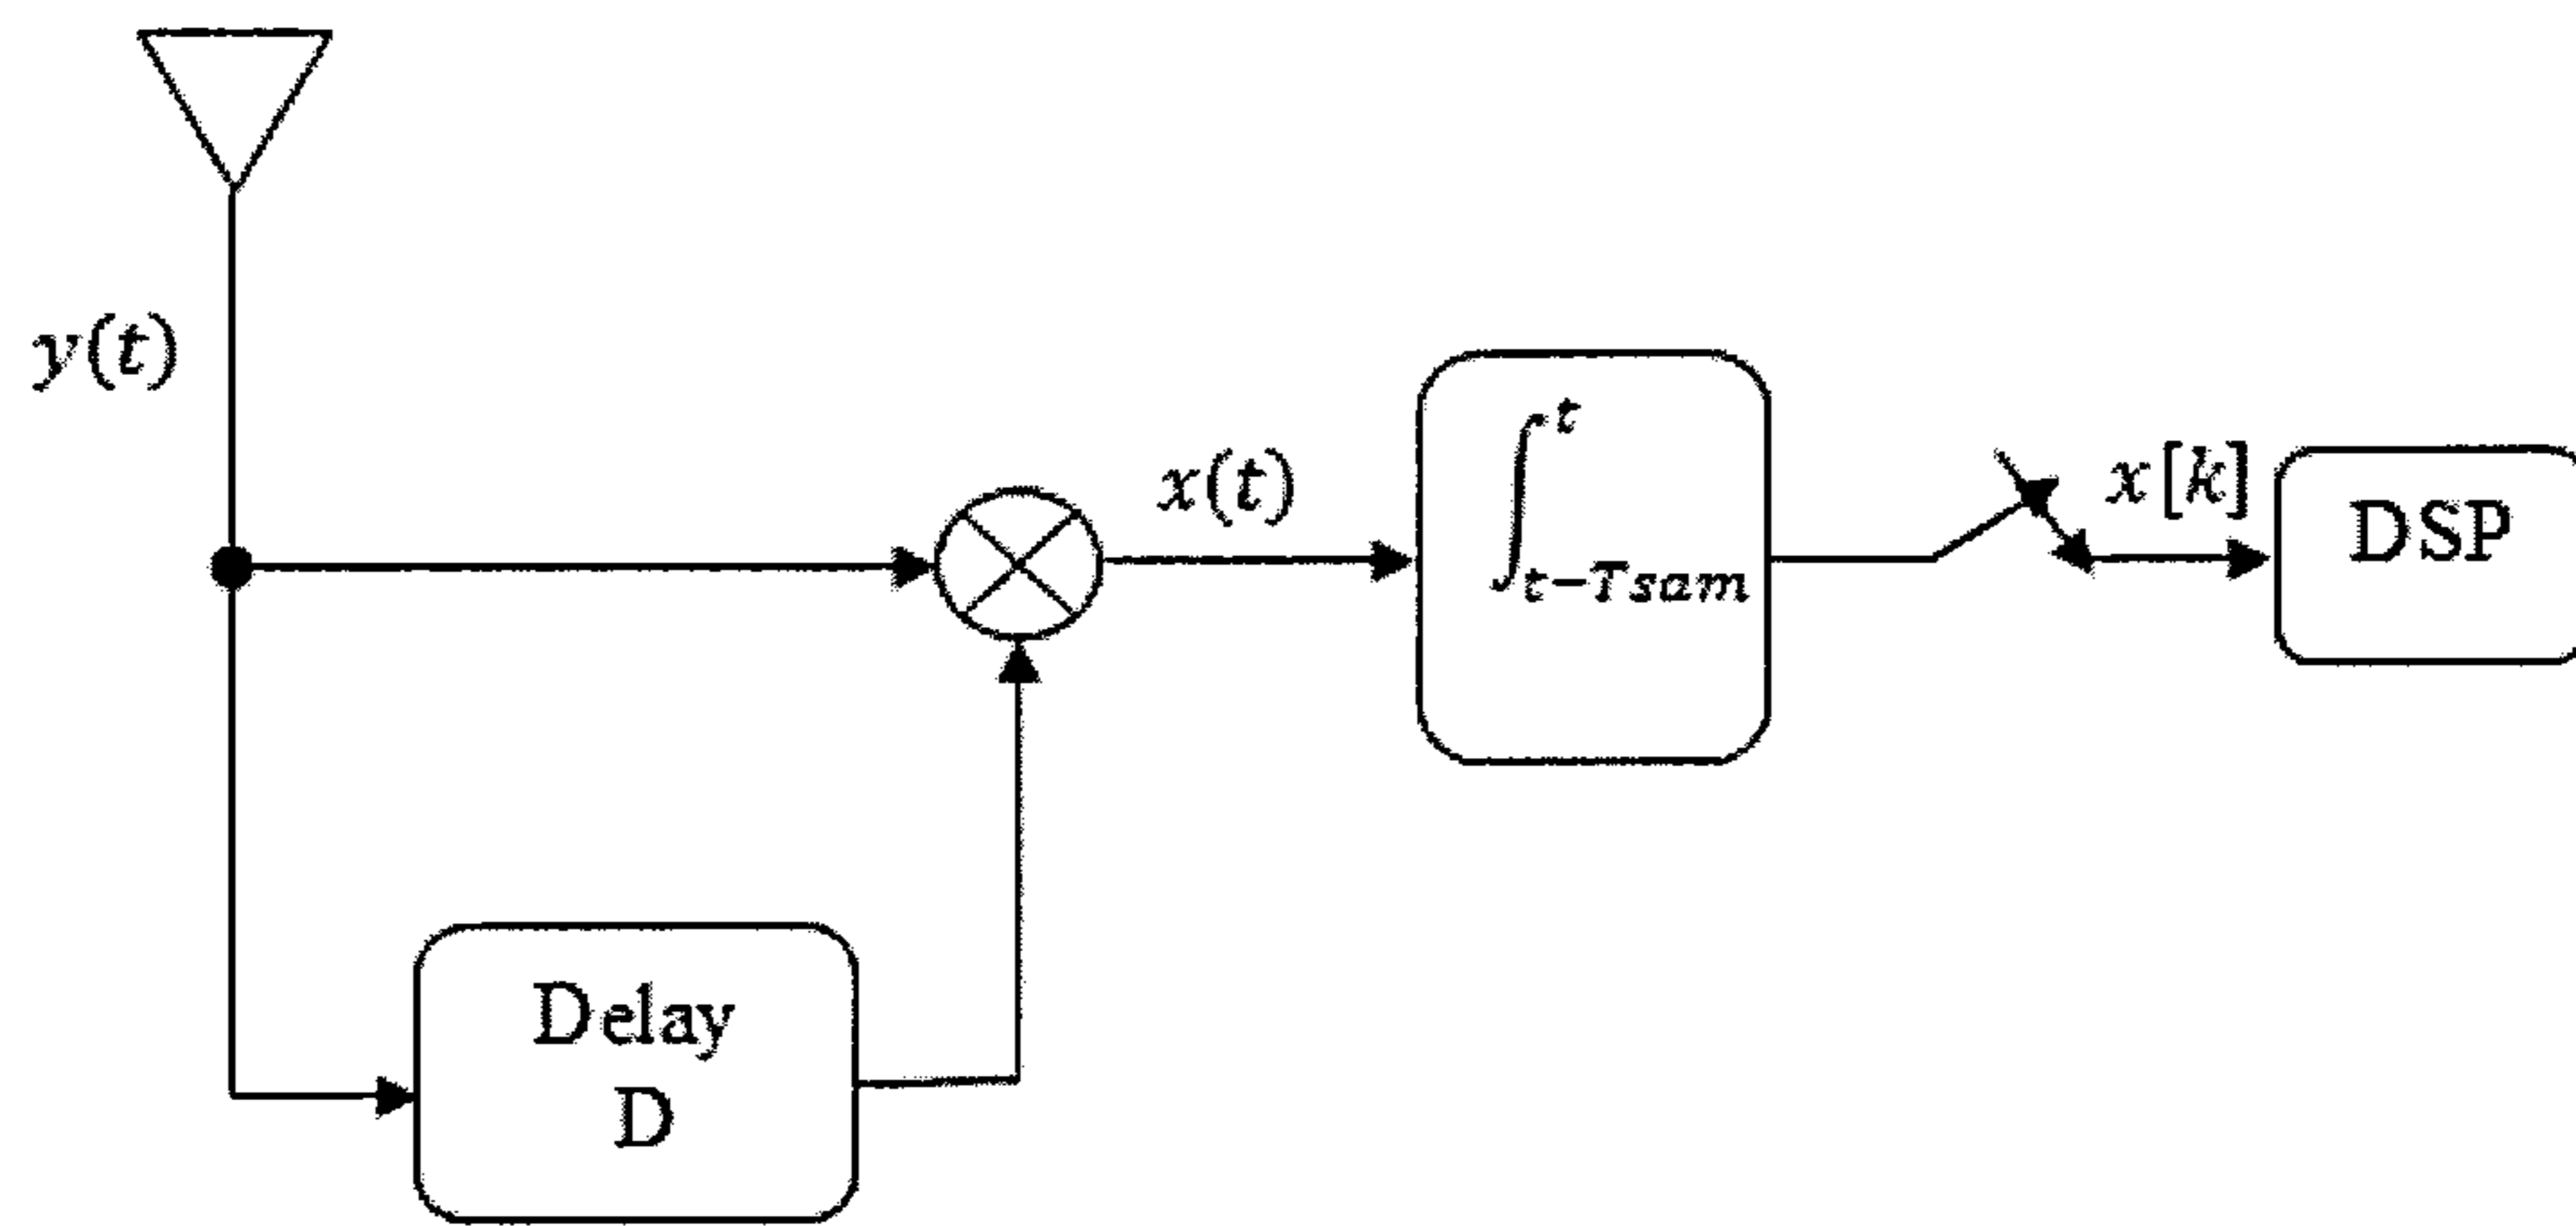 y(t)
x(t)
∫
t
t−Tsam
x[k]
DSP
Delay
D